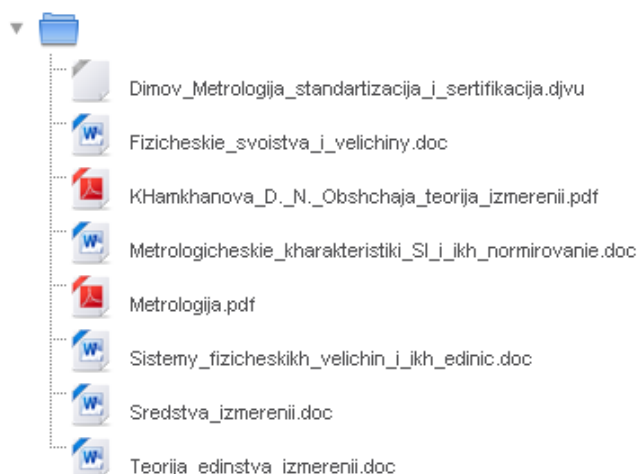 Dimov_Metrologija_standartizacija_i_sertifikacija.djvu
Fizicheskie_svoistva_i_velichiny.doc
KHamkhanova_D._N._Obshchaja_teorija_izmerenii.pdf
Metrologicheskie_kharakteristiki_SI_i_ikh_normirovanie.doc
Metrologija.pdf
Sistemy_fizicheskikh_velichin_i_ikh_edinic.doc
Sredstva_izmerenii.doc
Teorija_edinstva_izmerenii.doc